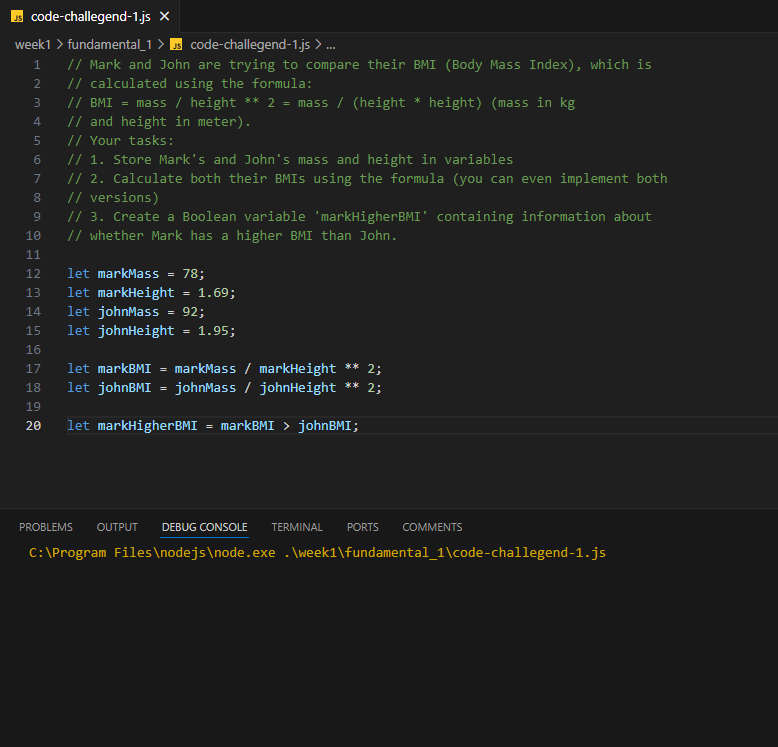 JS code-challegend-1.js ×
week1 > fundamental_1 > JS code-challegend-1.js > ...
1 // Mark and John are trying to compare their BMI (Body Mass Index), which is
2 // calculated using the formula:
3 // BMI = mass / height ** 2 = mass / (height * height) (mass in kg
4 // and height in meter).
5 // Your tasks:
6 // 1. Store Mark's and John's mass and height in variables
7 // 2. Calculate both their BMIs using the formula (you can even implement both
8 // versions)
9 // 3. Create a Boolean variable 'markHigherBMI' containing information about
10 // whether Mark has a higher BMI than John.
11
12 let markMass = 78;
13 let markHeight = 1.69;
14 let johnMass = 92;
15 let johnHeight = 1.95;
16
17 let markBMI = markMass / markHeight ** 2;
18 let johnBMI = johnMass / johnHeight ** 2;
19
20 let markHigherBMI = markBMI > johnBMI;
PROBLEMS OUTPUT DEBUG CONSOLE TERMINAL PORTS COMMENTS
C:\Program Files\nodejs\node.exe .\week1\fundamental_1\code-challegend-1.js